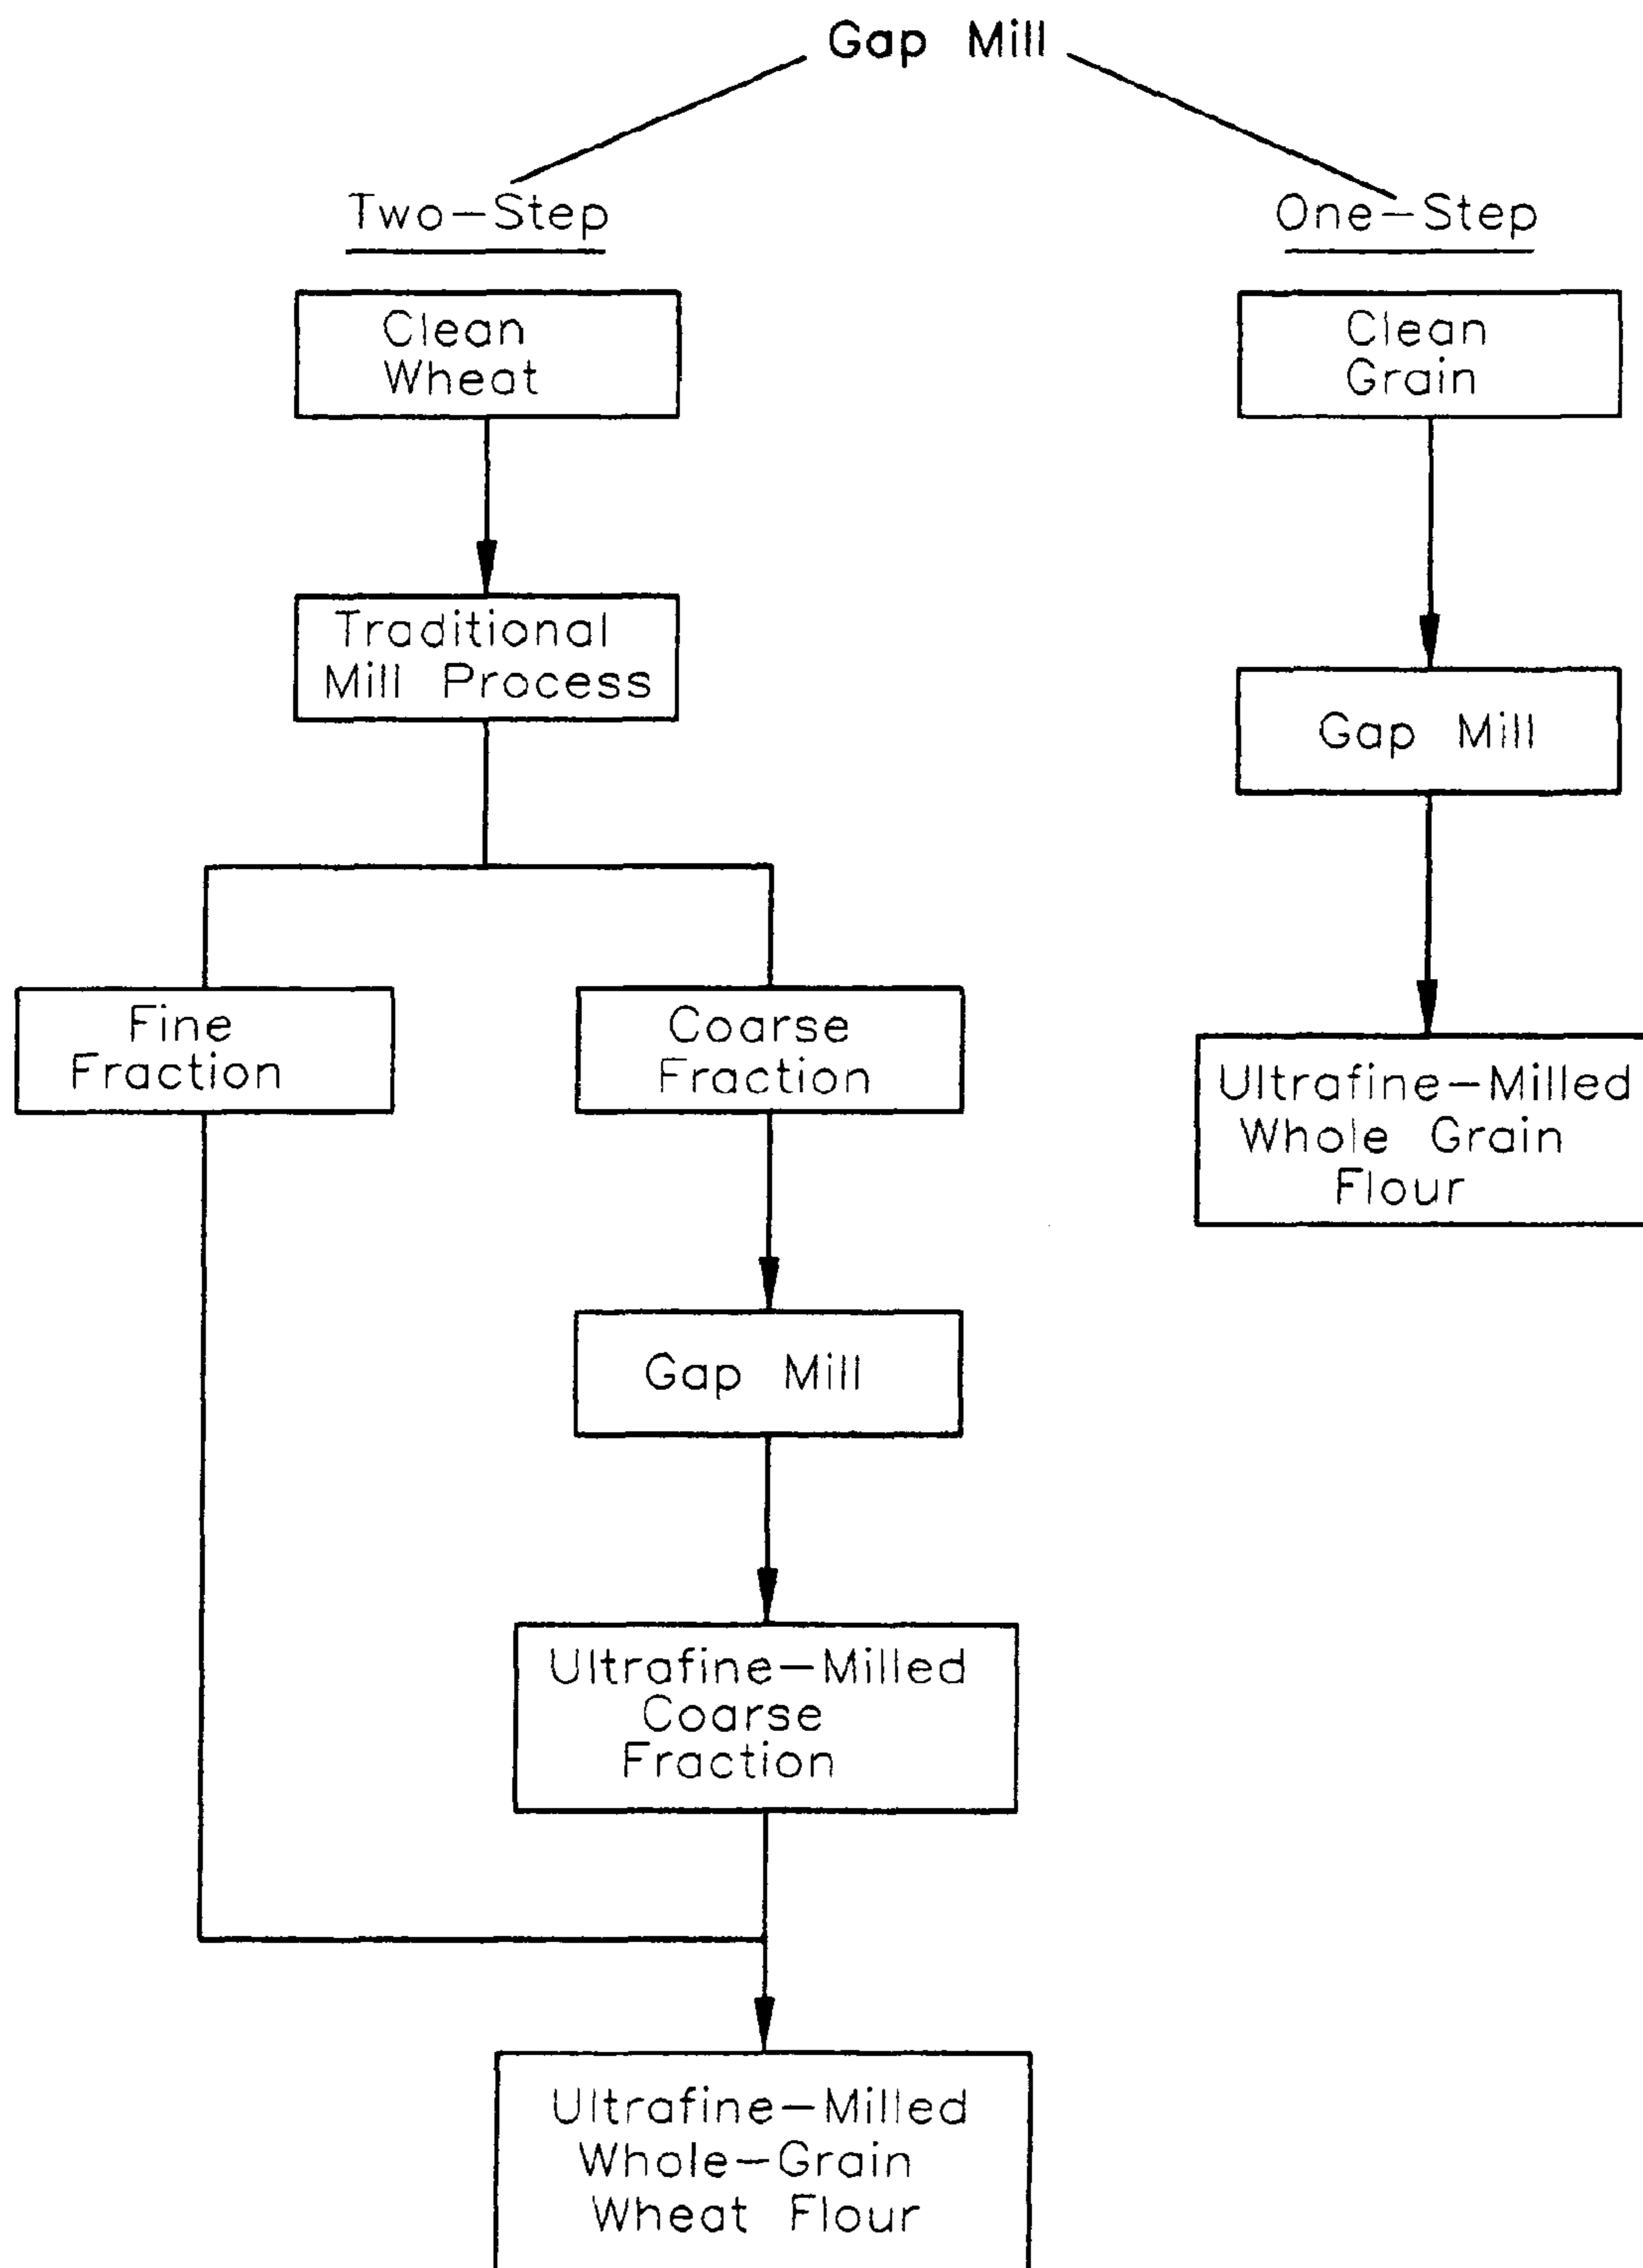 Gap Mill
Two-Step
One-Step
Clean
Wheat
Clean
Grain
Traditional
Mill Process
Gap Mill
Fine
Fraction
Coarse
Fraction
Ultrafine-Milled
Whole Grain
Flour
Gap Mill
Ultrafine-Milled
Coarse
Fraction
Ultrafine-Milled
Whole-Grain
Wheat Flour